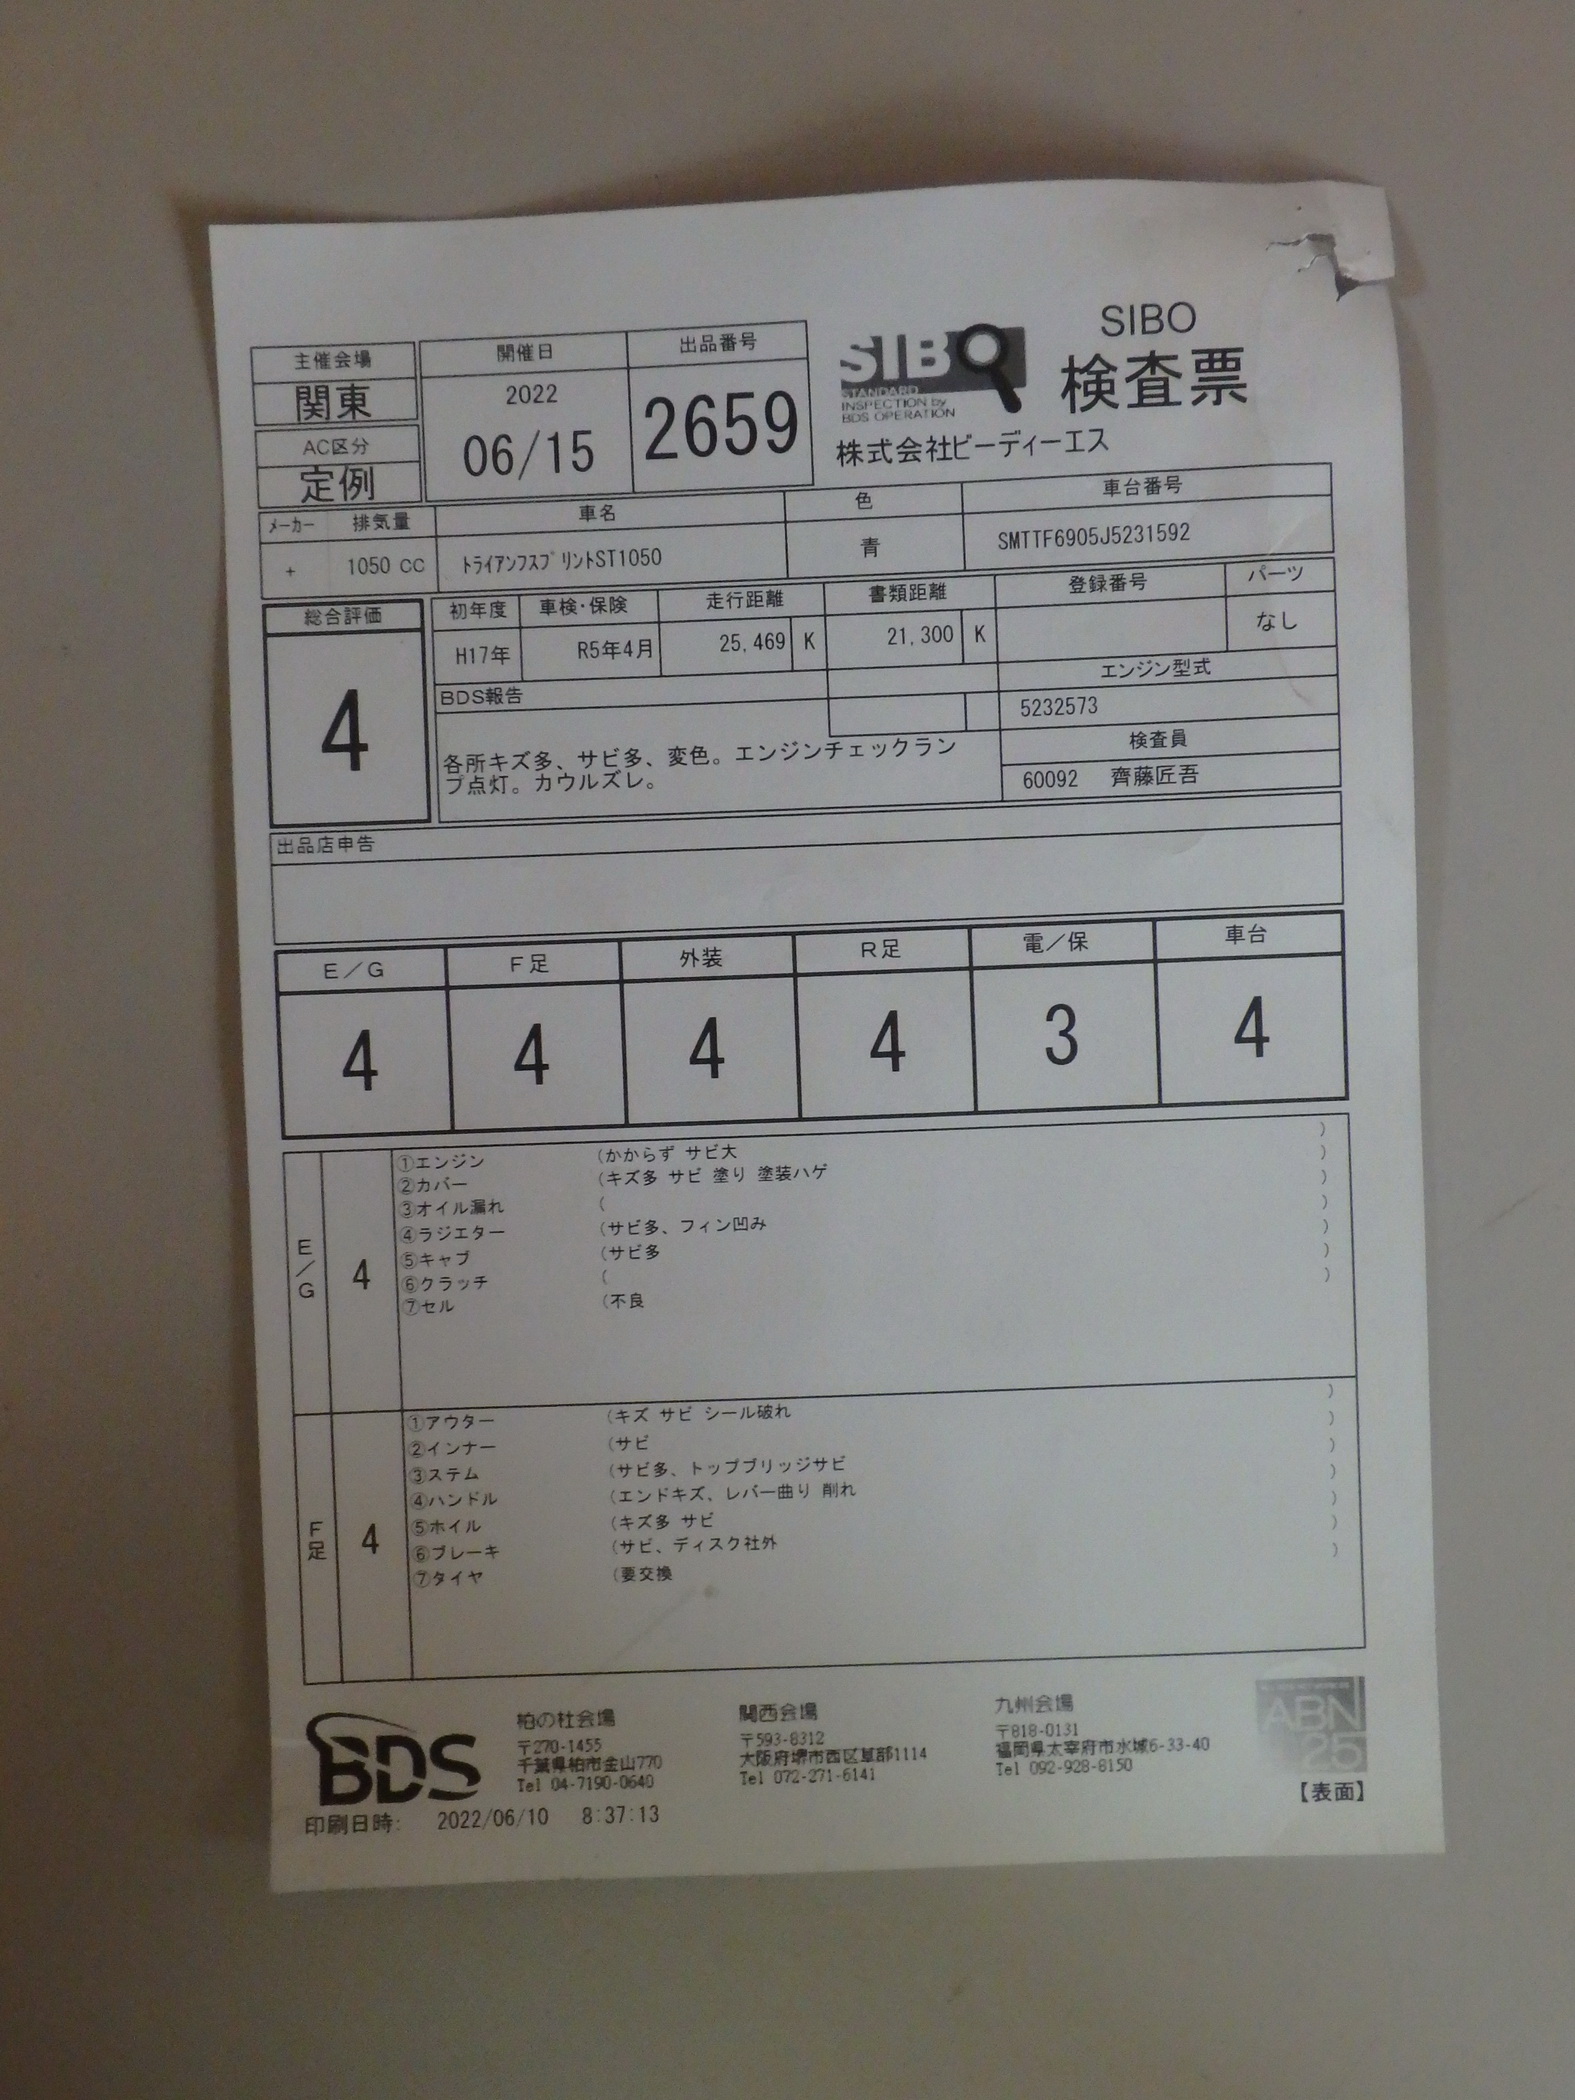 主催会場
関東
AC区分
定例
開催日
2022
06/15
出品番号
2659
SIBO
STANDARD
INSPECTION by
BDS OPERATION
SIBO
検査票
株式会社ビーディーエス
メーカー 排気量 車名 色 車台番号
+ 1050 CC ﾄﾗｲｱﾝﾌｽﾌﾟﾘﾝﾄST1050 青 SMTTF6905J5231592
総合評価
4
初年度 車検・保険 走行距離 書類距離 登録番号 パーツ
H17年 R5年4月 25,469 K 21,300 K なし
エンジン型式
5232573
検査員
60092 齊藤匠吾
BDS報告
各所キズ多、サビ多、変色。エンジンチェックラン
プ点灯。カウルズレ。
出品店申告
E/G F足 外装 R足 電/保 車台
4 4 4 4 3 4
E/G 4
①エンジン (かからず サビ大 )
②カバー (キズ多 サビ 塗り 塗装ハゲ )
③オイル漏れ ( )
④ラジエター (サビ多、フィン凹み )
⑤キャブ (サビ多 )
⑥クラッチ ( )
⑦セル (不良 )
F足 4
①アウター (キズ サビ シール破れ )
②インナー (サビ )
③ステム (サビ多、トップブリッジサビ )
④ハンドル (エンドキズ、レバー曲り 削れ )
⑤ホイル (キズ多 サビ )
⑥ブレーキ (サビ、ディスク社外 )
⑦タイヤ (要交換 )
BDS
柏の杜会場
〒270-1455
千葉県柏市金山770
Tel 04-7190-0640
関西会場
〒593-8312
大阪府堺市西区草部1114
Tel 072-271-6141
九州会場
〒818-0131
福岡県太宰府市水城6-33-40
Tel 092-928-8150
ABN
25
【表面】
印刷日時: 2022/06/10 8:37:13